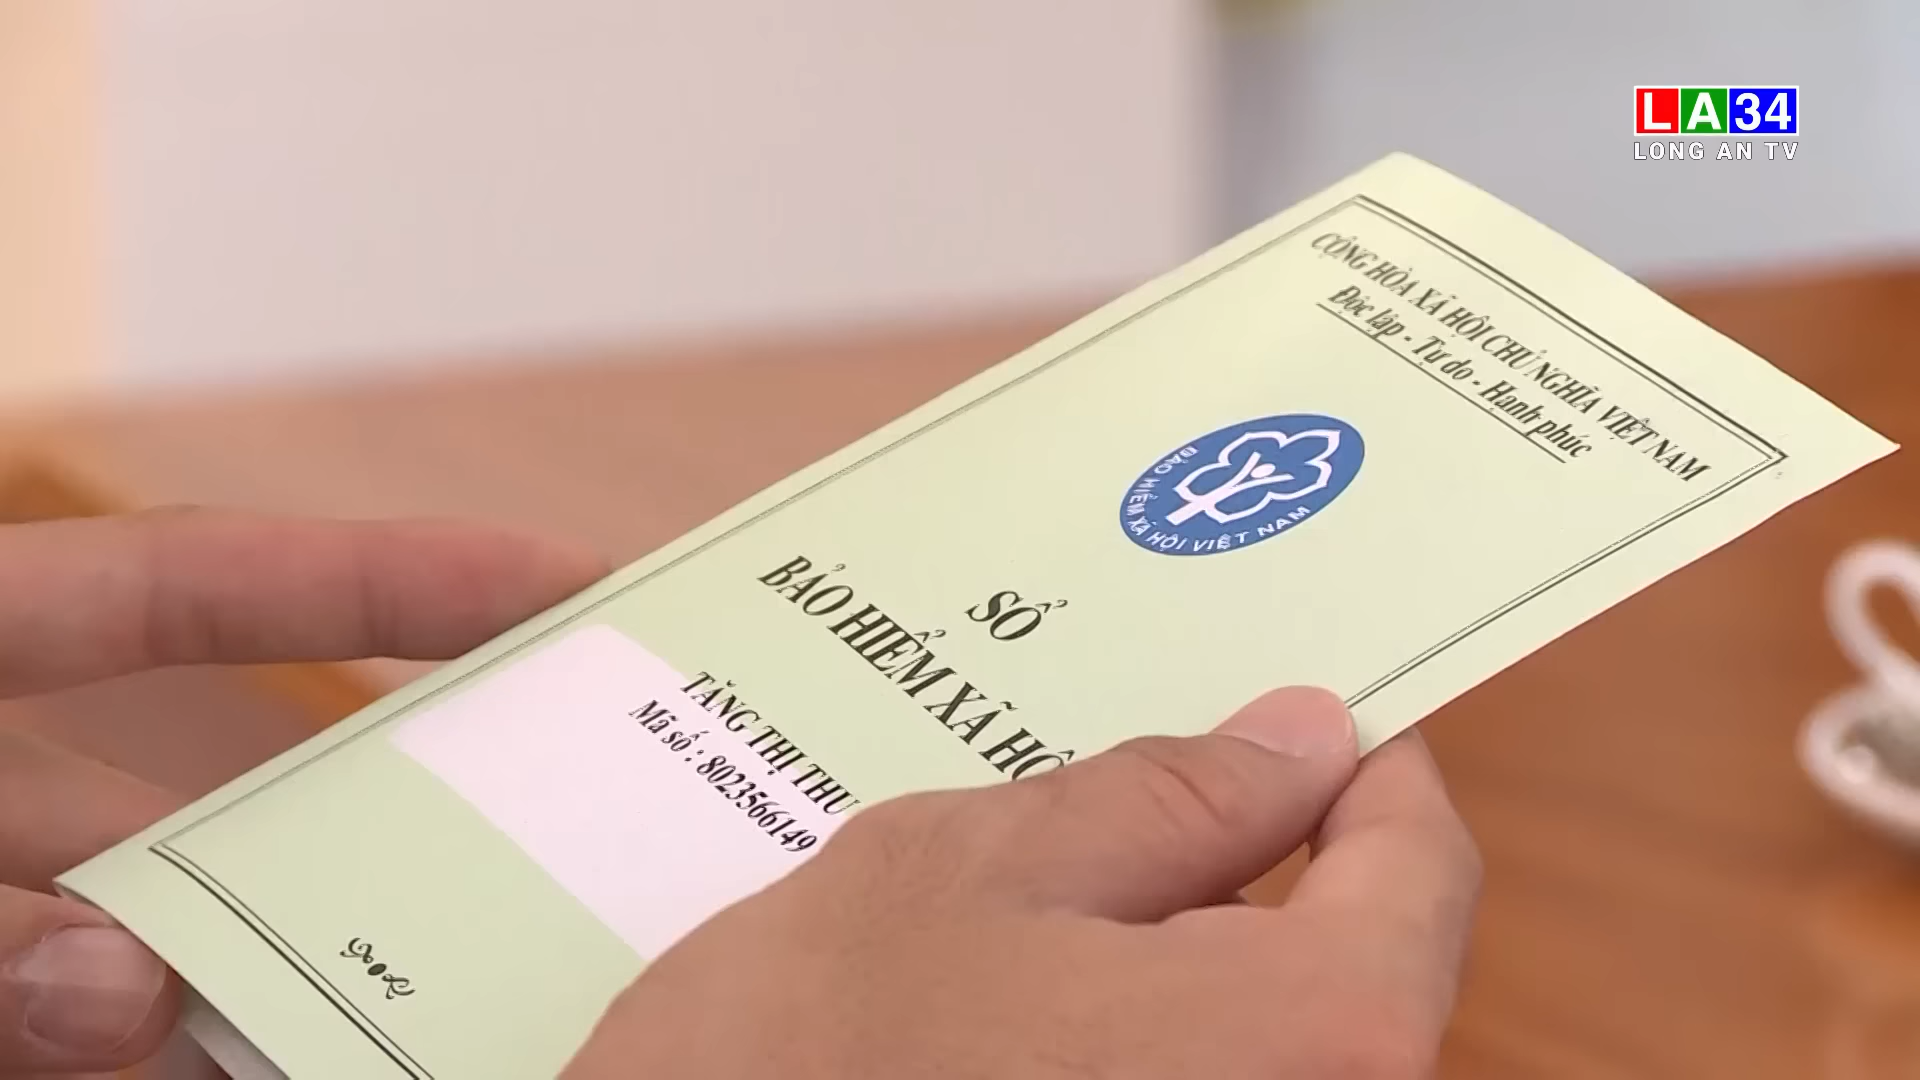 LA34
LONG AN TV
CỘNG HÒA XÃ HỘI CHỦ NGHĨA VIỆT NAM
Độc lập - Tự do - Hạnh phúc
BẢO HIỂM XÃ HỘI VIỆT NAM
SỔ
BẢO HIỂM XÃ HỘ
TĂNG THỊ THU
Mã số : 8023566149